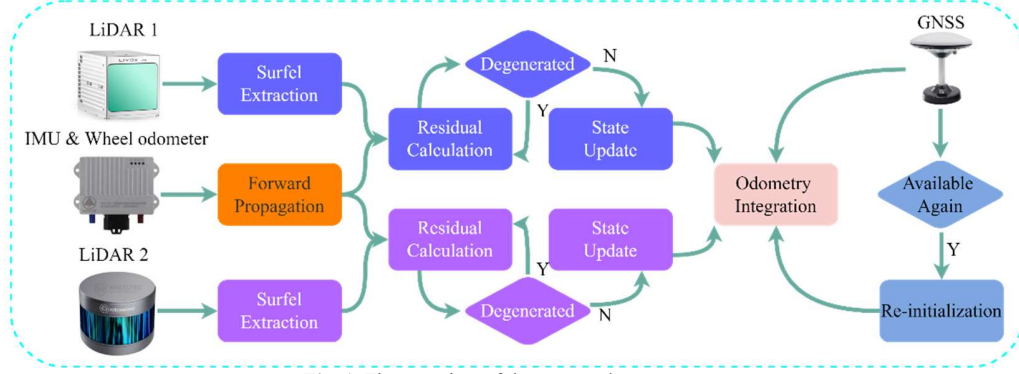 LiDAR 1
LIVOX
Surfel
Extraction
IMU & Wheel odometer
Forward
Propagation
LiDAR 2
Surfel
Extraction
Degenerated
N
Y
Residual
Calculation
State
Update
Residual
Calculation
State
Update
Y
Degenerated
N
Odometry
Integration
GNSS
Available
Again
Y
Re-initialization